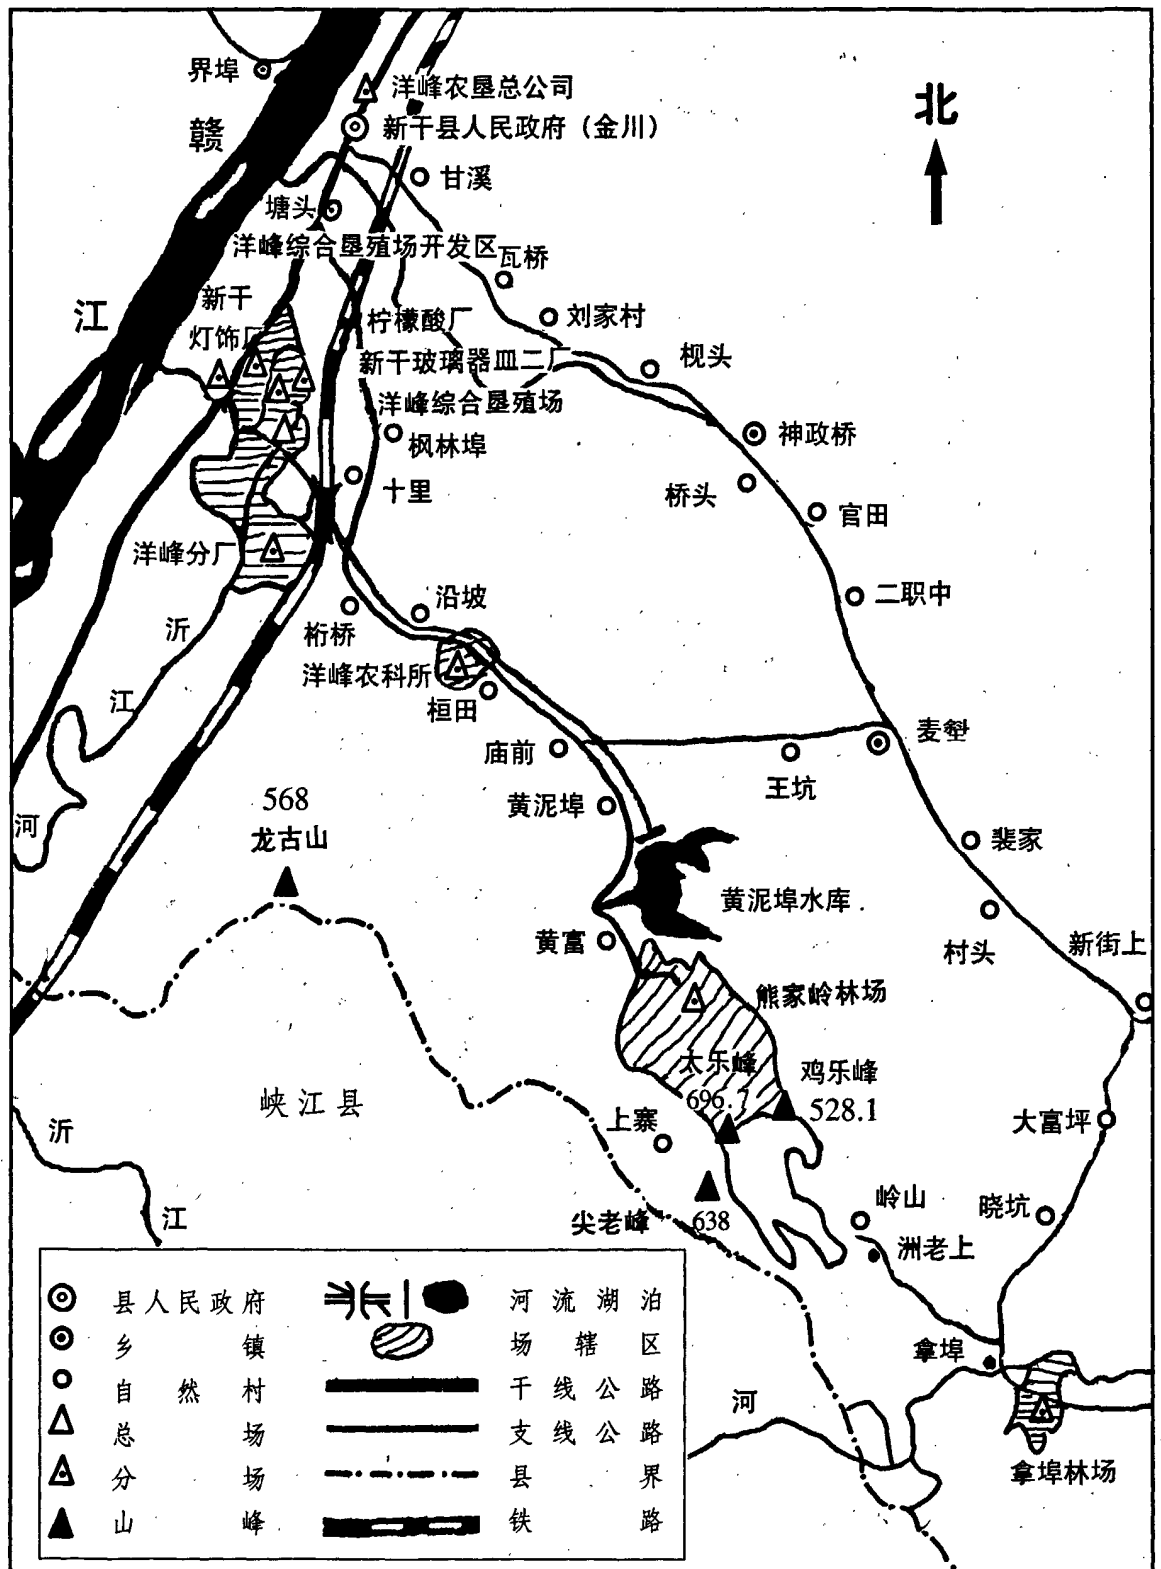 界埠
洋峰农垦总公司
新干县人民政府（金川）
北
赣
甘溪
塘头
洋峰综合垦殖场开发区
瓦桥
新干
灯饰厂
江
柠檬酸厂
刘家村
新干玻璃器皿二厂
枧头
洋峰综合垦殖场
枫林埠
神政桥
十里
桥头
官田
洋峰分厂
二职中
沿坡
沂
桁桥
洋峰农科所
江
桓田
庙前
麦㙦
王坑
568
龙古山
河
黄泥埠
裴家
黄泥埠水库
黄富
村头
新街上
熊家岭林场
太乐峰
696.7
鸡乐峰
528.1
峡江县
上寨
大富坪
沂
江
尖老峰
638
岭山
晓坑
洲老上
拿埠
河
拿埠林场
县人民政府
乡镇
自然村
总场
分场
山峰
河流湖泊
场辖区
干线公路
支线公路
县界
铁路